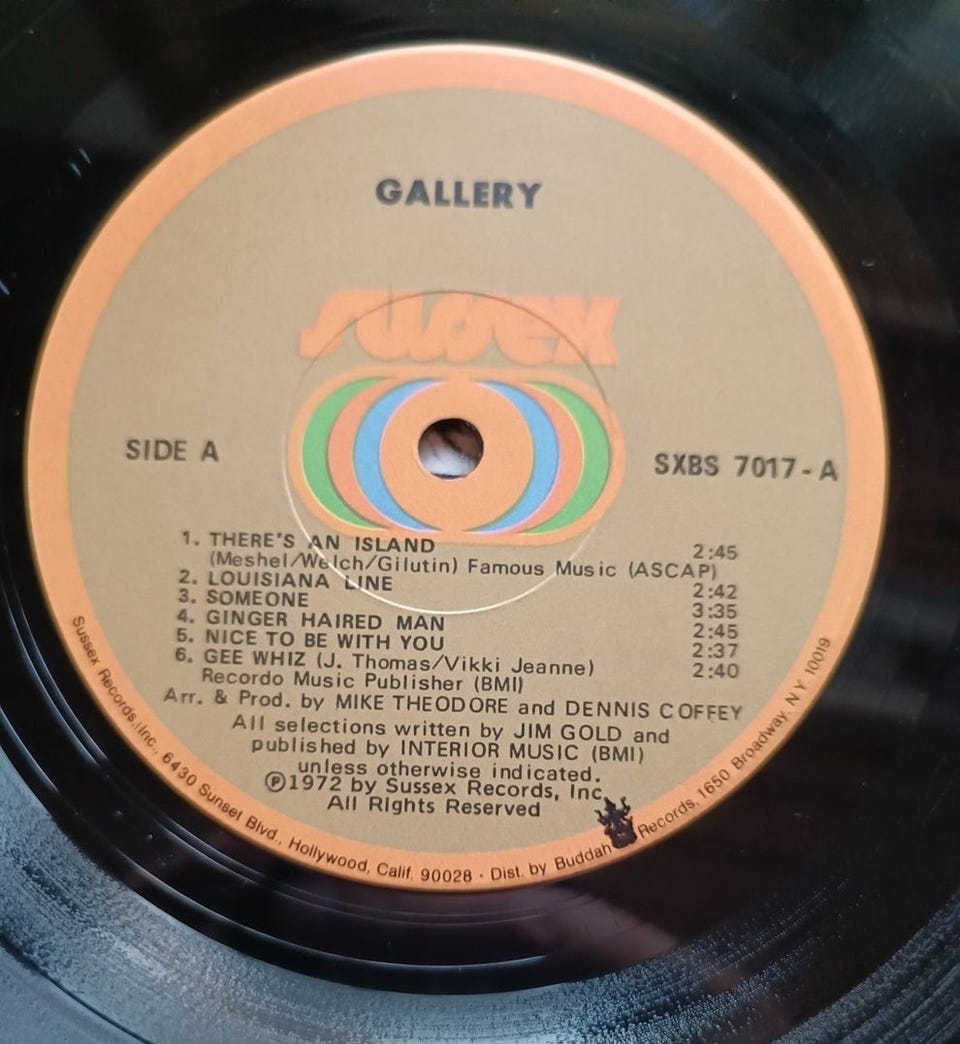 GALLERY
sussex
SIDE A
SXBS 7017-A
1. THERE'S AN ISLAND 2:45
(Meshel/Welch/Gilutin) Famous Music (ASCAP)
2. LOUISIANA LINE 2:42
3. SOMEONE 3:35
4. GINGER HAIRED MAN 2:45
5. NICE TO BE WITH YOU 2:37
6. GEE WHIZ (J. Thomas/Vikki Jeanne) 2:40
Recordo Music Publisher (BMI)
Arr. & Prod. by MIKE THEODORE and DENNIS COFFEY
All selections written by JIM GOLD and
published by INTERIOR MUSIC (BMI)
unless otherwise indicated.
℗1972 by Sussex Records, Inc.
All Rights Reserved
Sussex Records, Inc., 6430 Sunset Blvd., Hollywood, Calif. 90028 · Dist. by Buddah Records, 1650 Broadway, N.Y. 10019